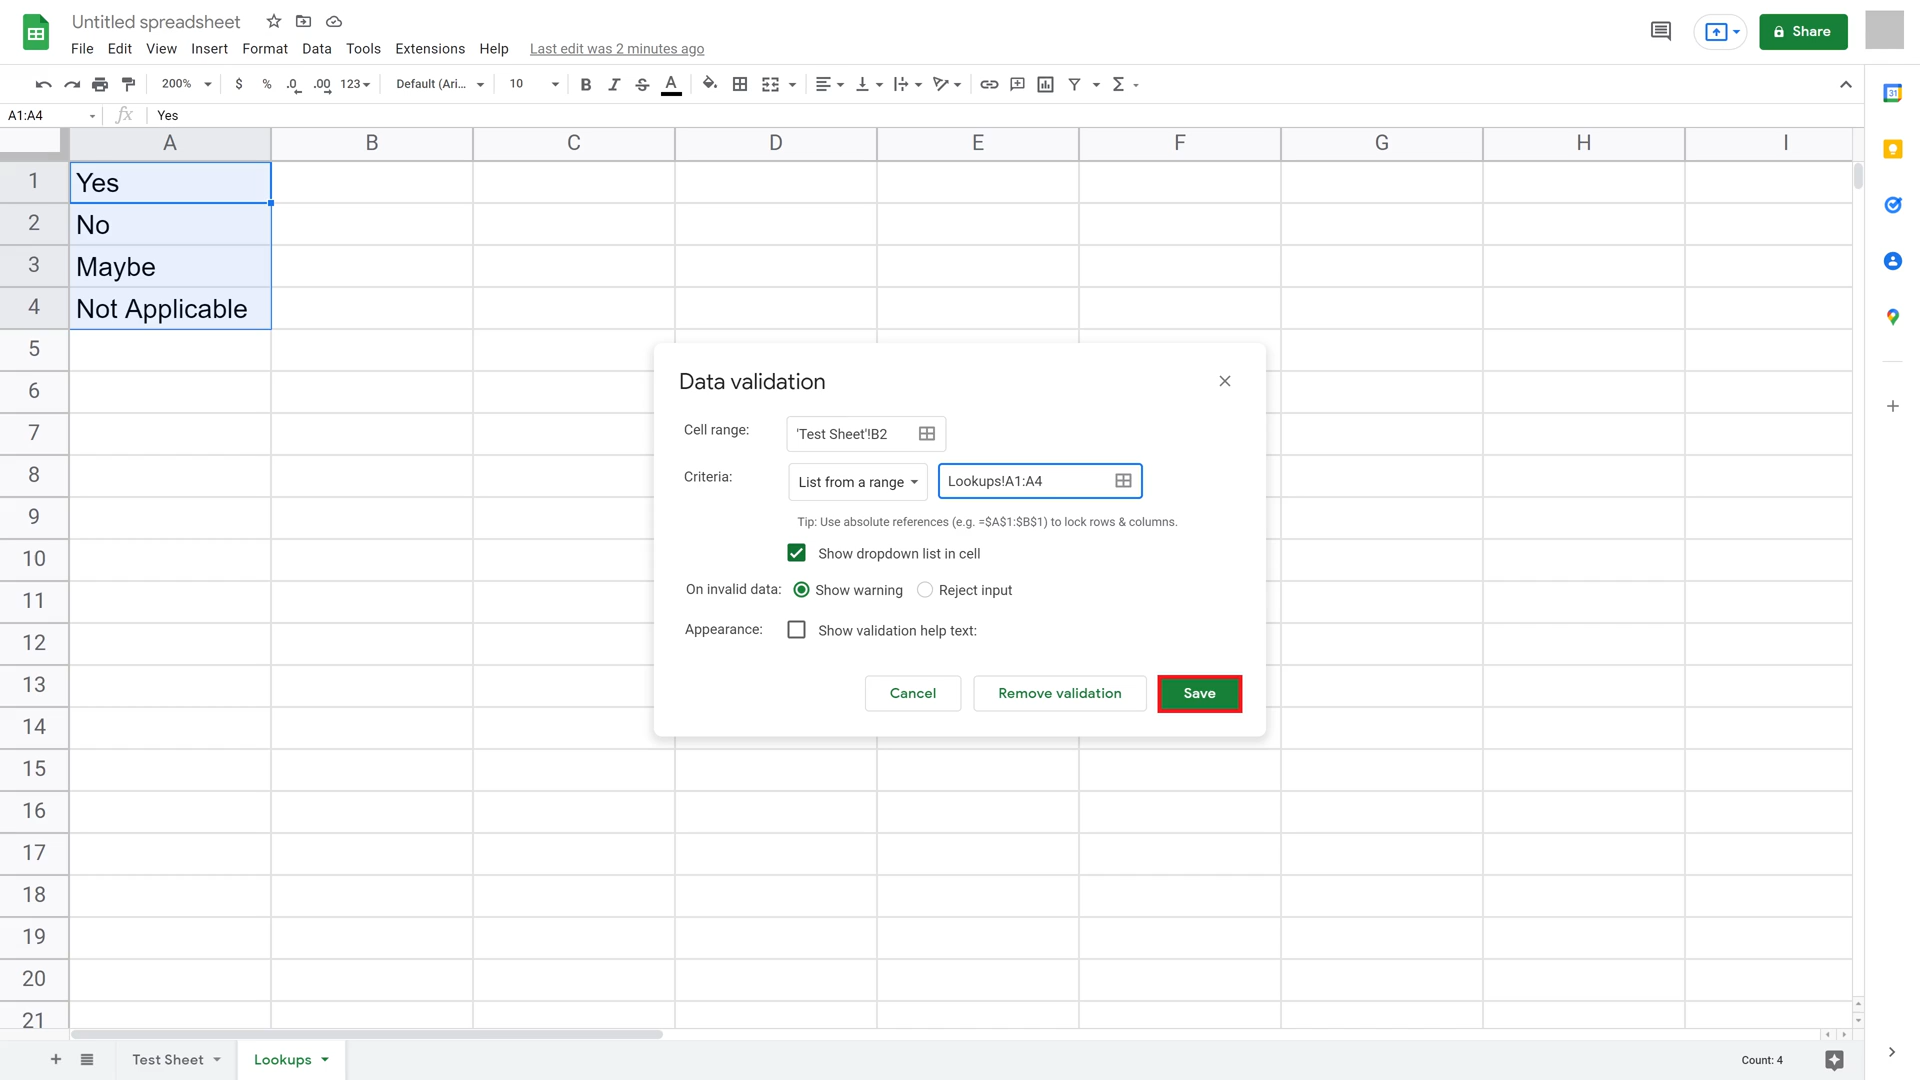 Untitled spreadsheet
File Edit View Insert Format Data Tools Extensions Help Last edit was 2 minutes ago
Share
200% $ % .0 .00 123 Default (Ari... 10 B I S A Σ
31
A1:A4 fx Yes
A B C D E F G H I
1 Yes
2 No
3 Maybe
4 Not Applicable
5
6
7
8
9
10
11
12
13
14
15
16
17
18
19
20
21
Data validation
Cell range: 'Test Sheet'!B2
Criteria: List from a range Lookups!A1:A4
Tip: Use absolute references (e.g. =$A$1:$B$1) to lock rows & columns.
Show dropdown list in cell
On invalid data: Show warning Reject input
Appearance: Show validation help text:
Cancel Remove validation Save
Test Sheet Lookups Count: 4